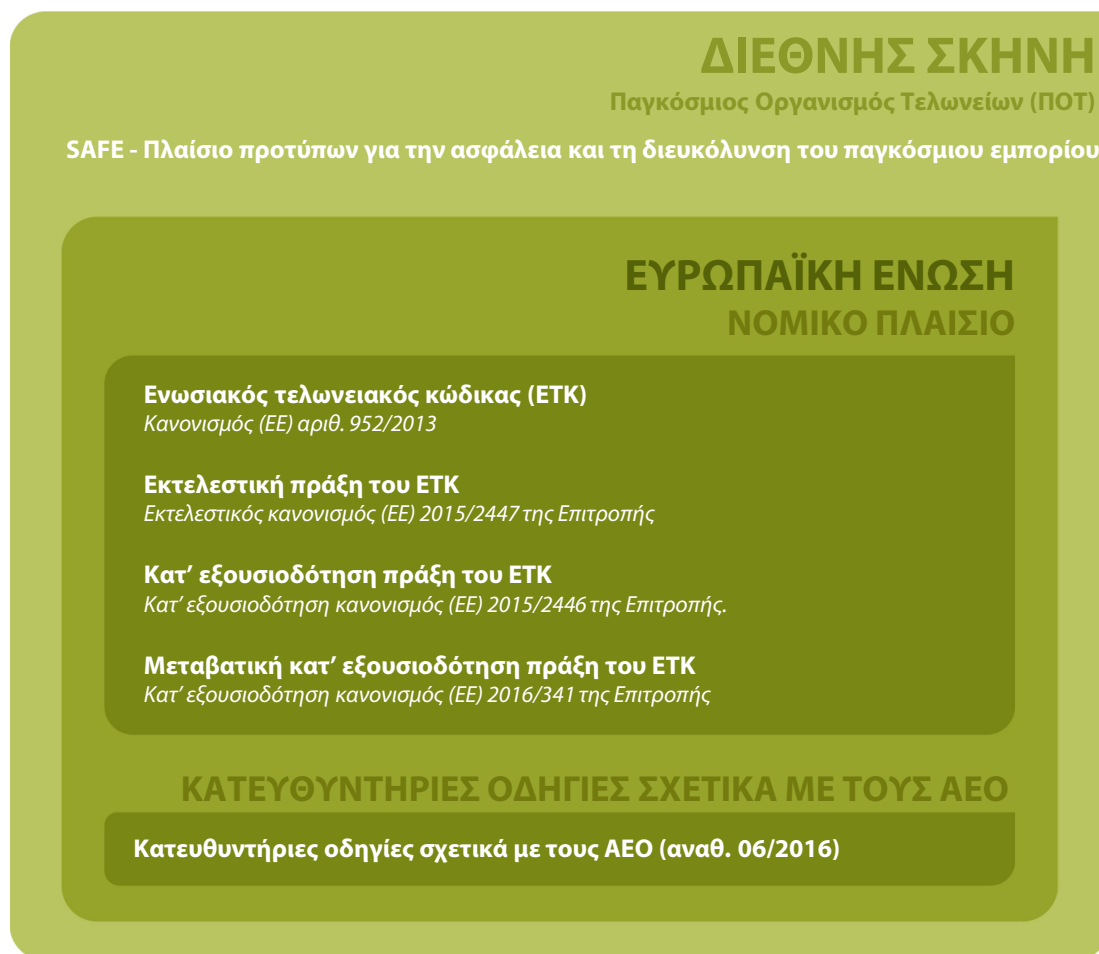 ΔΙΕΘΝΗΣ ΣΚΗΝΗ
Παγκόσμιος Οργανισμός Τελωνείων (ΠΟΤ)
SAFE - Πλαίσιο προτύπων για την ασφάλεια και τη διευκόλυνση του παγκόσμιου εμπορίου
ΕΥΡΩΠΑΪΚΗ ΕΝΩΣΗ
ΝΟΜΙΚΟ ΠΛΑΙΣΙΟ
Ενωσιακός τελωνειακός κώδικας (ΕΤΚ)
Κανονισμός (ΕΕ) αριθ. 952/2013
Εκτελεστική πράξη του ΕΤΚ
Εκτελεστικός κανονισμός (ΕΕ) 2015/2447 της Επιτροπής
Κατ’ εξουσιοδότηση πράξη του ΕΤΚ
Κατ’ εξουσιοδότηση κανονισμός (ΕΕ) 2015/2446 της Επιτροπής.
Μεταβατική κατ’ εξουσιοδότηση πράξη του ΕΤΚ
Κατ’ εξουσιοδότηση κανονισμός (ΕΕ) 2016/341 της Επιτροπής
ΚΑΤΕΥΘΥΝΤΗΡΙΕΣ ΟΔΗΓΙΕΣ ΣΧΕΤΙΚΑ ΜΕ ΤΟΥΣ ΑΕΟ
Κατευθυντήριες οδηγίες σχετικά με τους ΑΕΟ (αναθ. 06/2016)